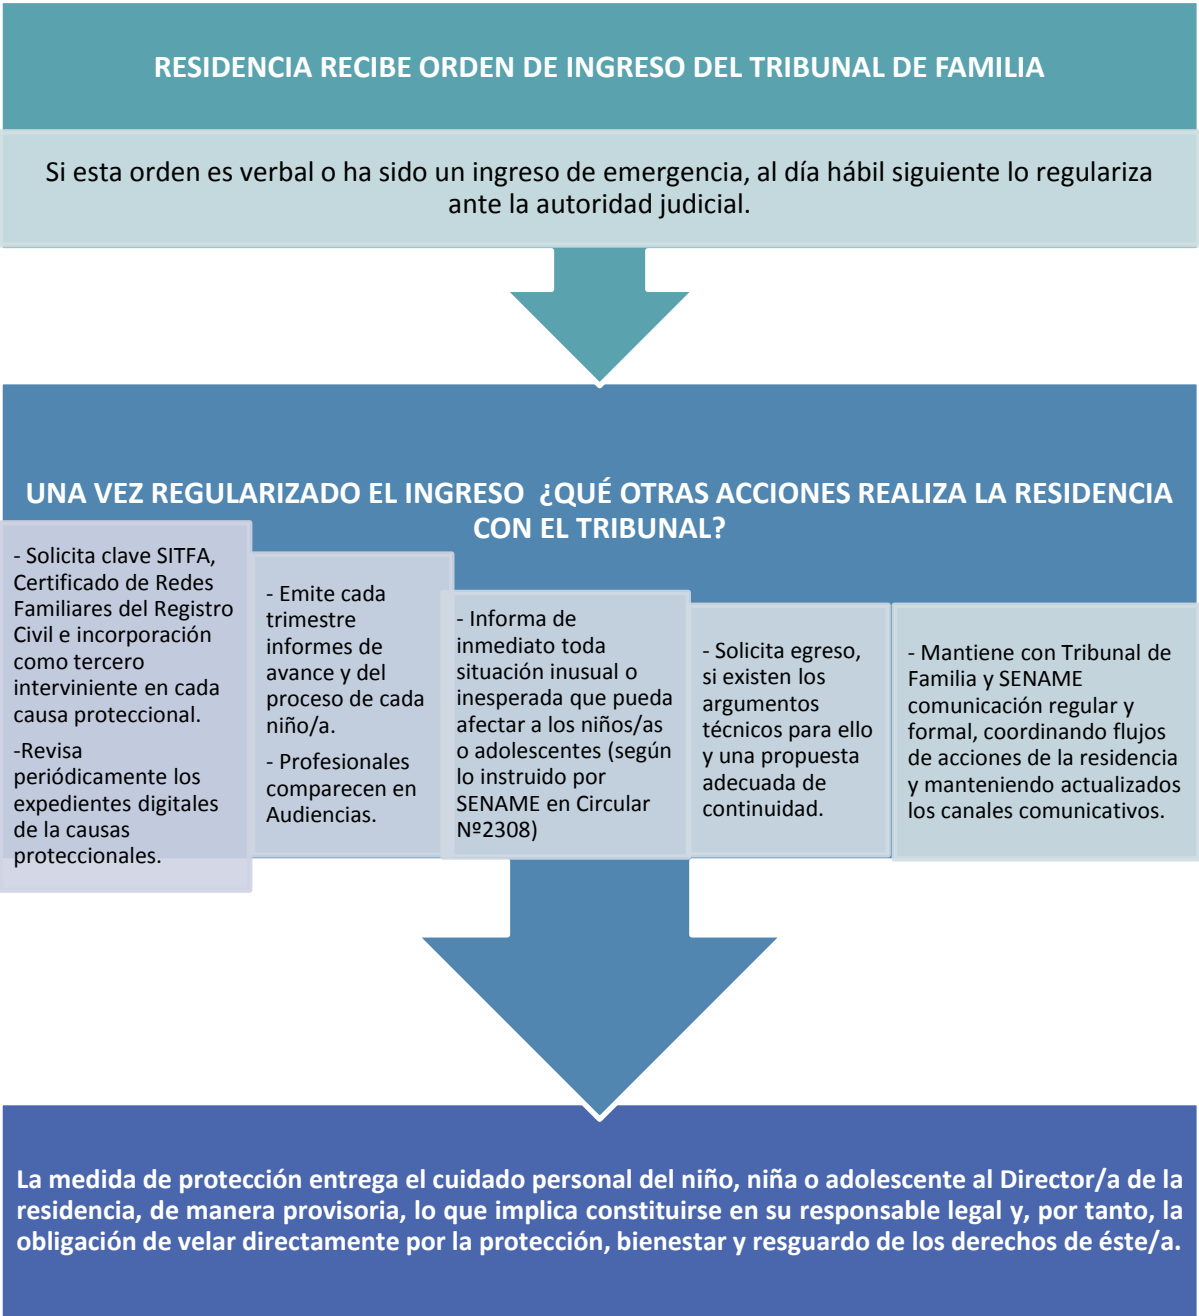 RESIDENCIA RECIBE ORDEN DE INGRESO DEL TRIBUNAL DE FAMILIA
Si esta orden es verbal o ha sido un ingreso de emergencia, al día hábil siguiente lo regulariza
ante la autoridad judicial.
UNA VEZ REGULARIZADO EL INGRESO ¿QUÉ OTRAS ACCIONES REALIZA LA RESIDENCIA
CON EL TRIBUNAL?
- Solicita clave SITFA,
Certificado de Redes
Familiares del Registro
Civil e incorporación
como tercero
interviniente en cada
causa proteccional.
-Revisa
periódicamente los
expedientes digitales
de la causas
proteccionales.
- Emite cada
trimestre
informes de
avance y del
proceso de cada
niño/a.
- Profesionales
comparecen en
Audiencias.
- Informa de
inmediato toda
situación inusual o
inesperada que pueda
afectar a los niños/as
o adolescentes (según
lo instruido por
SENAME en Circular
Nº2308)
- Solicita egreso,
si existen los
argumentos
técnicos para ello
y una propuesta
adecuada de
continuidad.
- Mantiene con Tribunal de
Familia y SENAME
comunicación regular y
formal, coordinando flujos
de acciones de la residencia
y manteniendo actualizados
los canales comunicativos.
La medida de protección entrega el cuidado personal del niño, niña o adolescente al Director/a de la
residencia, de manera provisoria, lo que implica constituirse en su responsable legal y, por tanto, la
obligación de velar directamente por la protección, bienestar y resguardo de los derechos de éste/a.